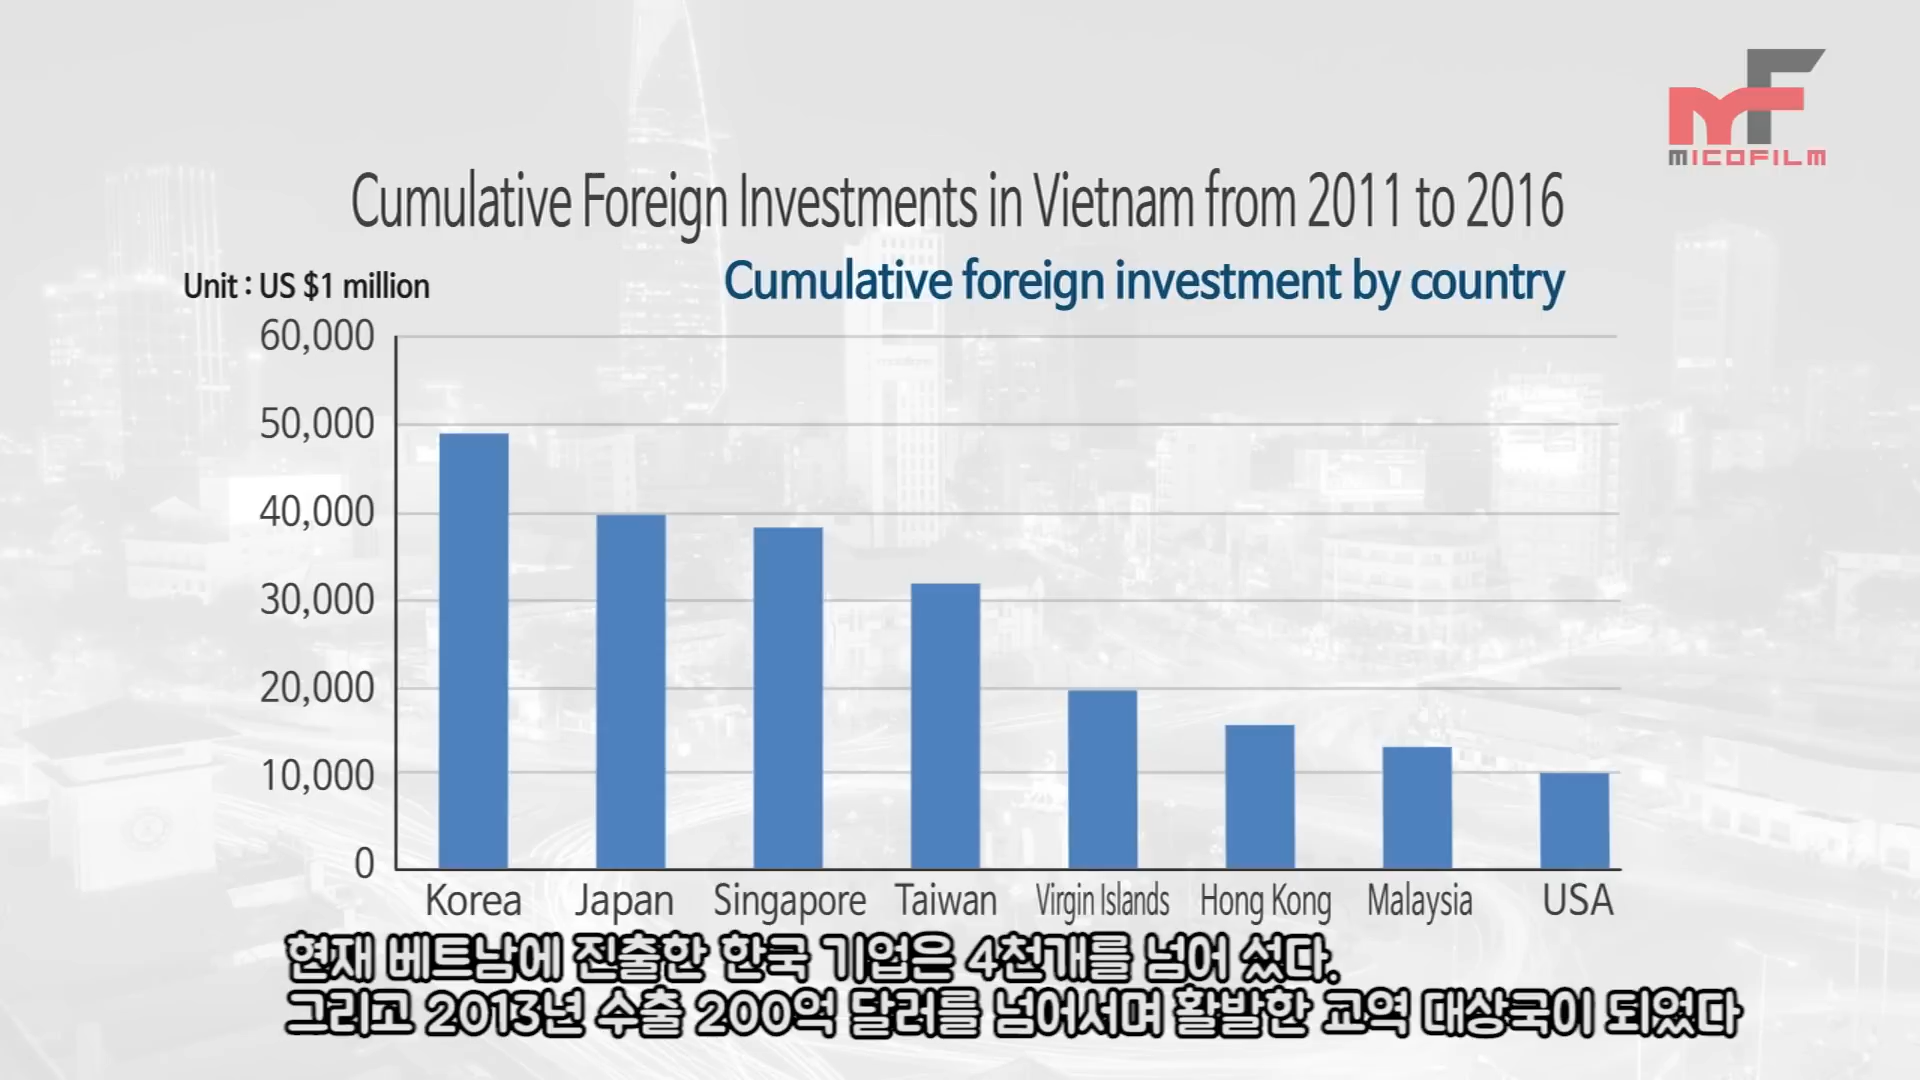 MICOFILM
Cumulative Foreign Investments in Vietnam from 2011 to 2016
Unit : US $1 million
Cumulative foreign investment by country
60,000
50,000
40,000
30,000
20,000
10,000
0
Korea Japan Singapore Taiwan Virgin Islands Hong Kong Malaysia USA
현재 베트남에 진출한 한국 기업은 4천개를 넘어 섰다.
그리고 2013년 수출 200억 달러를 넘어서며 활발한 교역 대상국이 되었다